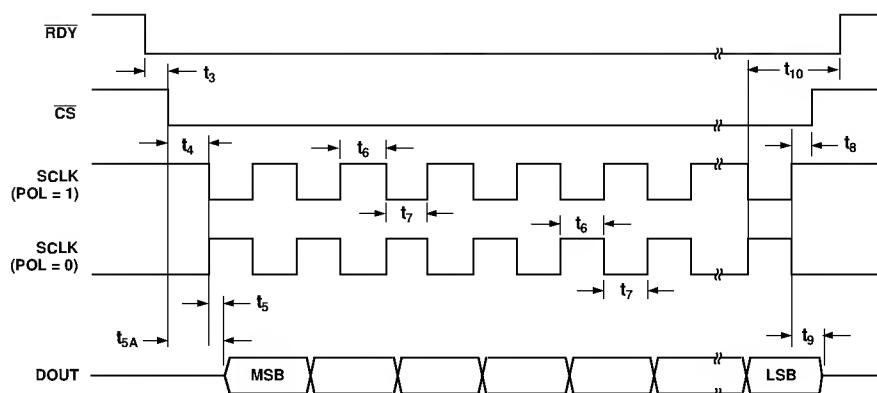 RDY
t3
t10
CS
t4
t6
t8
SCLK
(POL = 1)
t7
t6
SCLK
(POL = 0)
t7
t5
t5A
t9
DOUT
MSB
LSB